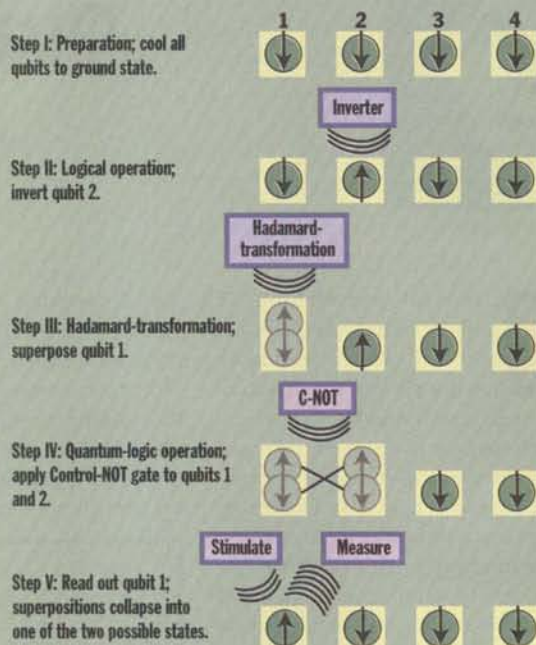 1 2 3 4
Step I: Preparation; cool all
qubits to ground state.
Inverter
Step II: Logical operation;
invert qubit 2.
Hadamard-
transformation
Step III: Hadamard-transformation;
superpose qubit 1.
C-NOT
Step IV: Quantum-logic operation;
apply Control-NOT gate to qubits 1
and 2.
Stimulate Measure
Step V: Read out qubit 1;
superpositions collapse into
one of the two possible states.